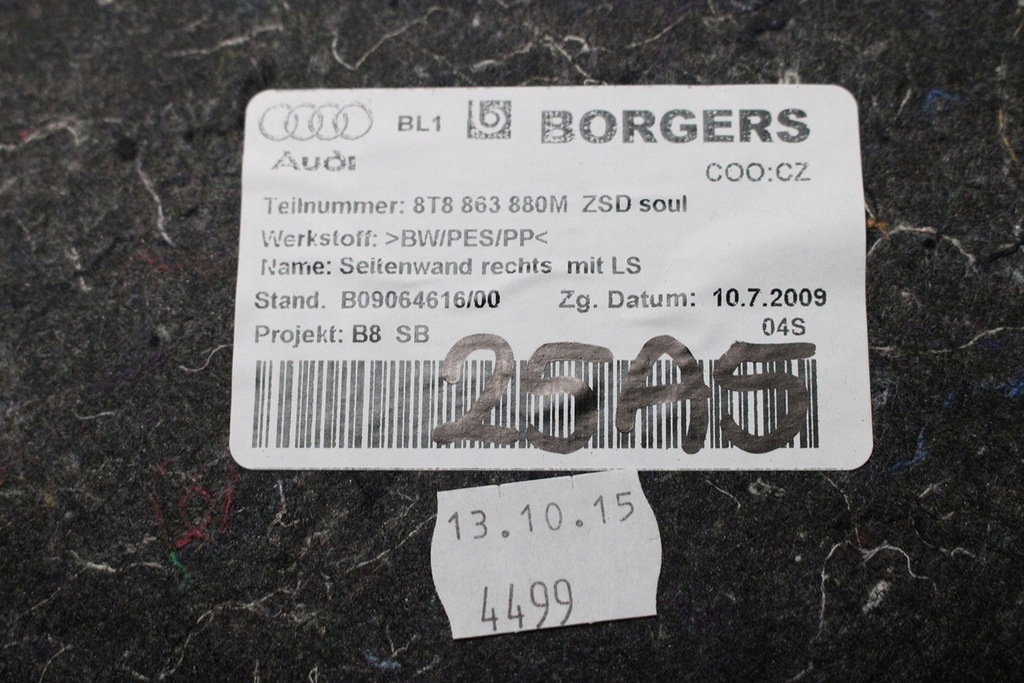 BL1 BORGERS
Audi
COO:CZ
Teilnummer: 8T8 863 880M ZSD soul
Werkstoff: >BW/PES/PP<
Name: Seitenwand rechts mit LS
Stand. B09064616/00 Zg. Datum: 10.7.2009
Projekt: B8 SB 04S
25A5
13.10.15
4499